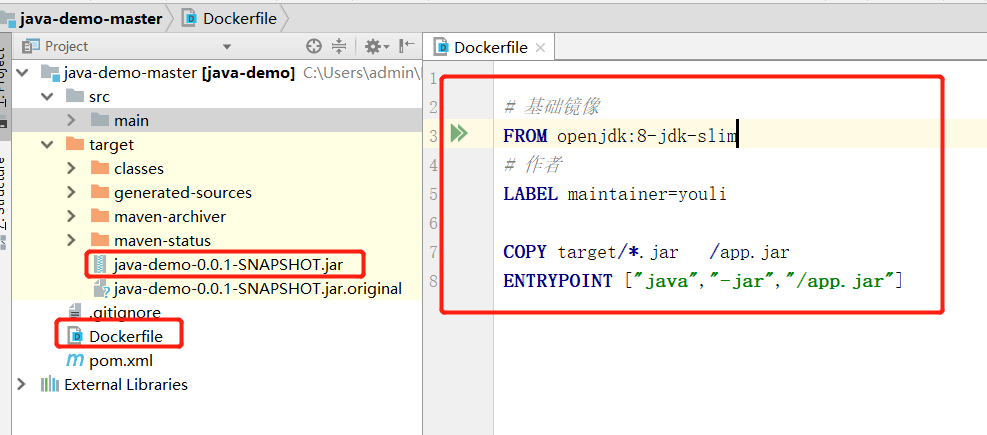 java-demo-master Dockerfile
Project
Dockerfile
java-demo-master [java-demo] C:\Users\admin\
src
main
target
classes
generated-sources
maven-archiver
maven-status
java-demo-0.0.1-SNAPSHOT.jar
java-demo-0.0.1-SNAPSHOT.jar.original
.gitignore
Dockerfile
pom.xml
External Libraries
1
2 # 基础镜像
3 FROM openjdk:8-jdk-slim
4 # 作者
5 LABEL maintainer=youli
6
7 COPY target/*.jar /app.jar
8 ENTRYPOINT ["java","-jar","/app.jar"]
Z: Structure